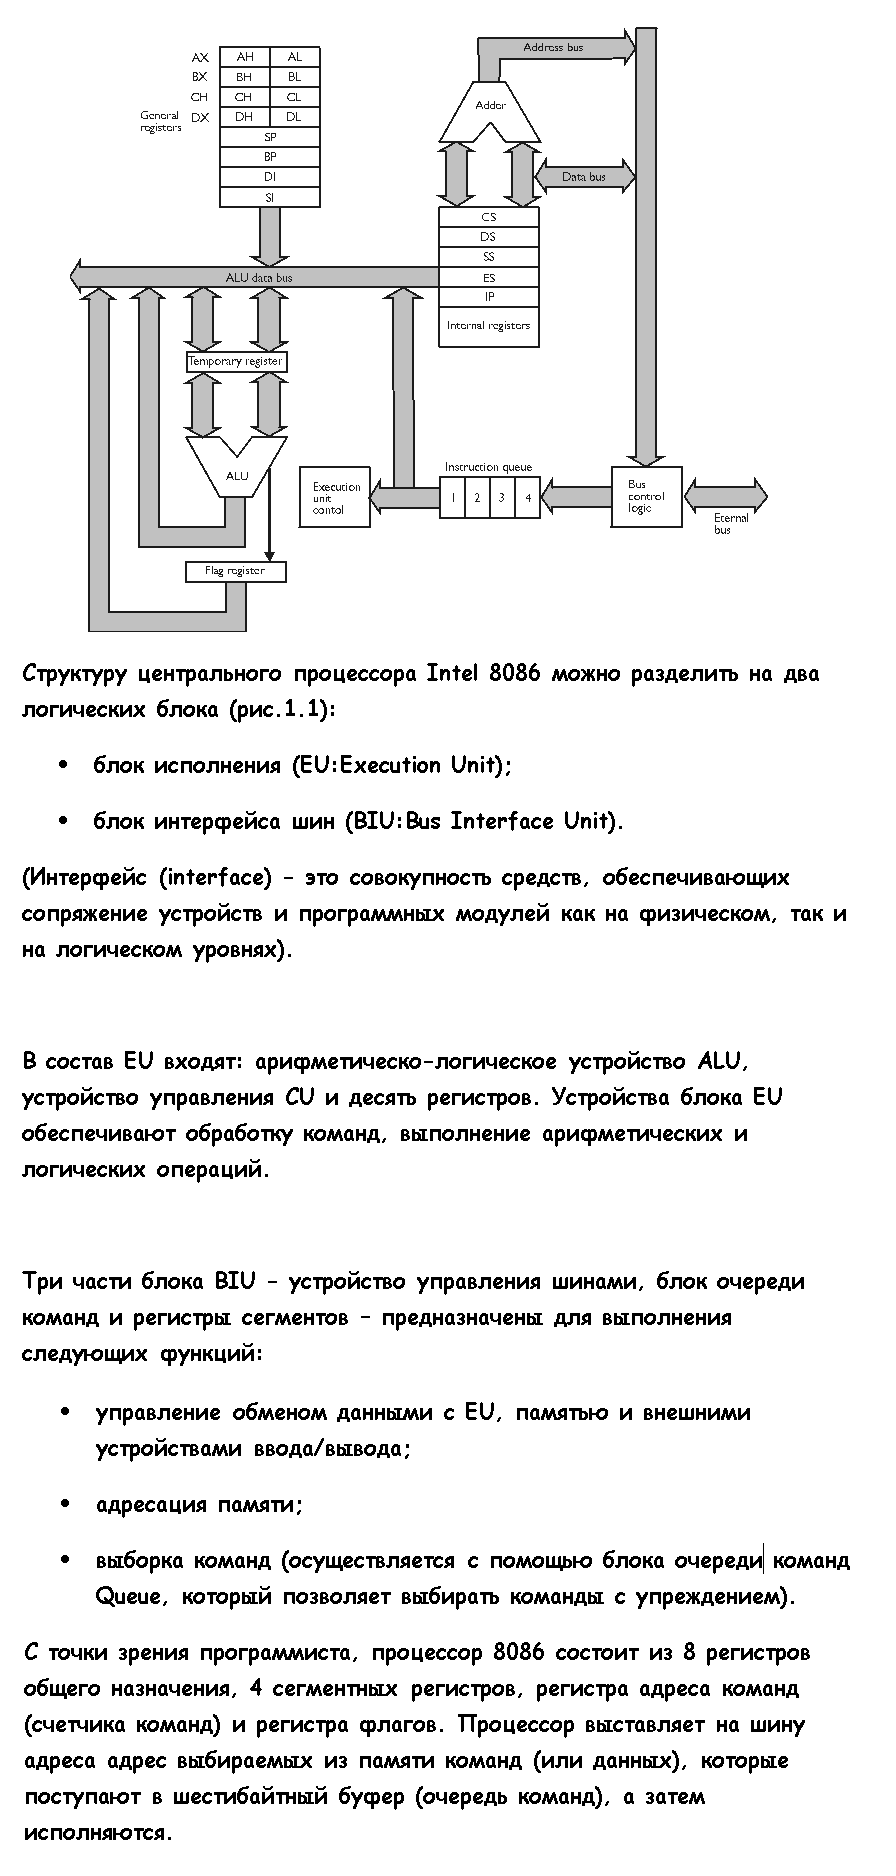 AX AH AL
BX BH BL
CH CH CL
General registers
DX DH DL
SP
BP
DI
SI
Address bus
Adder
Data bus
CS
DS
SS
ES
IP
Internal registers
ALU data bus
Temporary register
ALU
Flag register
Execution
unit
contal
Instruction queue
1 2 3 4
Bus
control
logic
Eternal
bus
Структуру центрального процессора Intel 8086 можно разделить на два
логических блока (рис.1.1):
• блок исполнения (EU:Execution Unit);
• блок интерфейса шин (BIU:Bus Interface Unit).
(Интерфейс (interface) – это совокупность средств, обеспечивающих
сопряжение устройств и программных модулей как на физическом, так и
на логическом уровнях).
В состав EU входят: арифметическо-логическое устройство ALU,
устройство управления CU и десять регистров. Устройства блока EU
обеспечивают обработку команд, выполнение арифметических и
логических операций.
Три части блока BIU – устройство управления шинами, блок очереди
команд и регистры сегментов – предназначены для выполнения
следующих функций:
• управление обменом данными с EU, памятью и внешними
устройствами ввода/вывода;
• адресация памяти;
• выборка команд (осуществляется с помощью блока очереди команд
Queue, который позволяет выбирать команды с упреждением).
С точки зрения программиста, процессор 8086 состоит из 8 регистров
общего назначения, 4 сегментных регистров, регистра адреса команд
(счетчика команд) и регистра флагов. Процессор выставляет на шину
адреса адрес выбираемых из памяти команд (или данных), которые
поступают в шестибайтный буфер (очередь команд), а затем
исполняются.